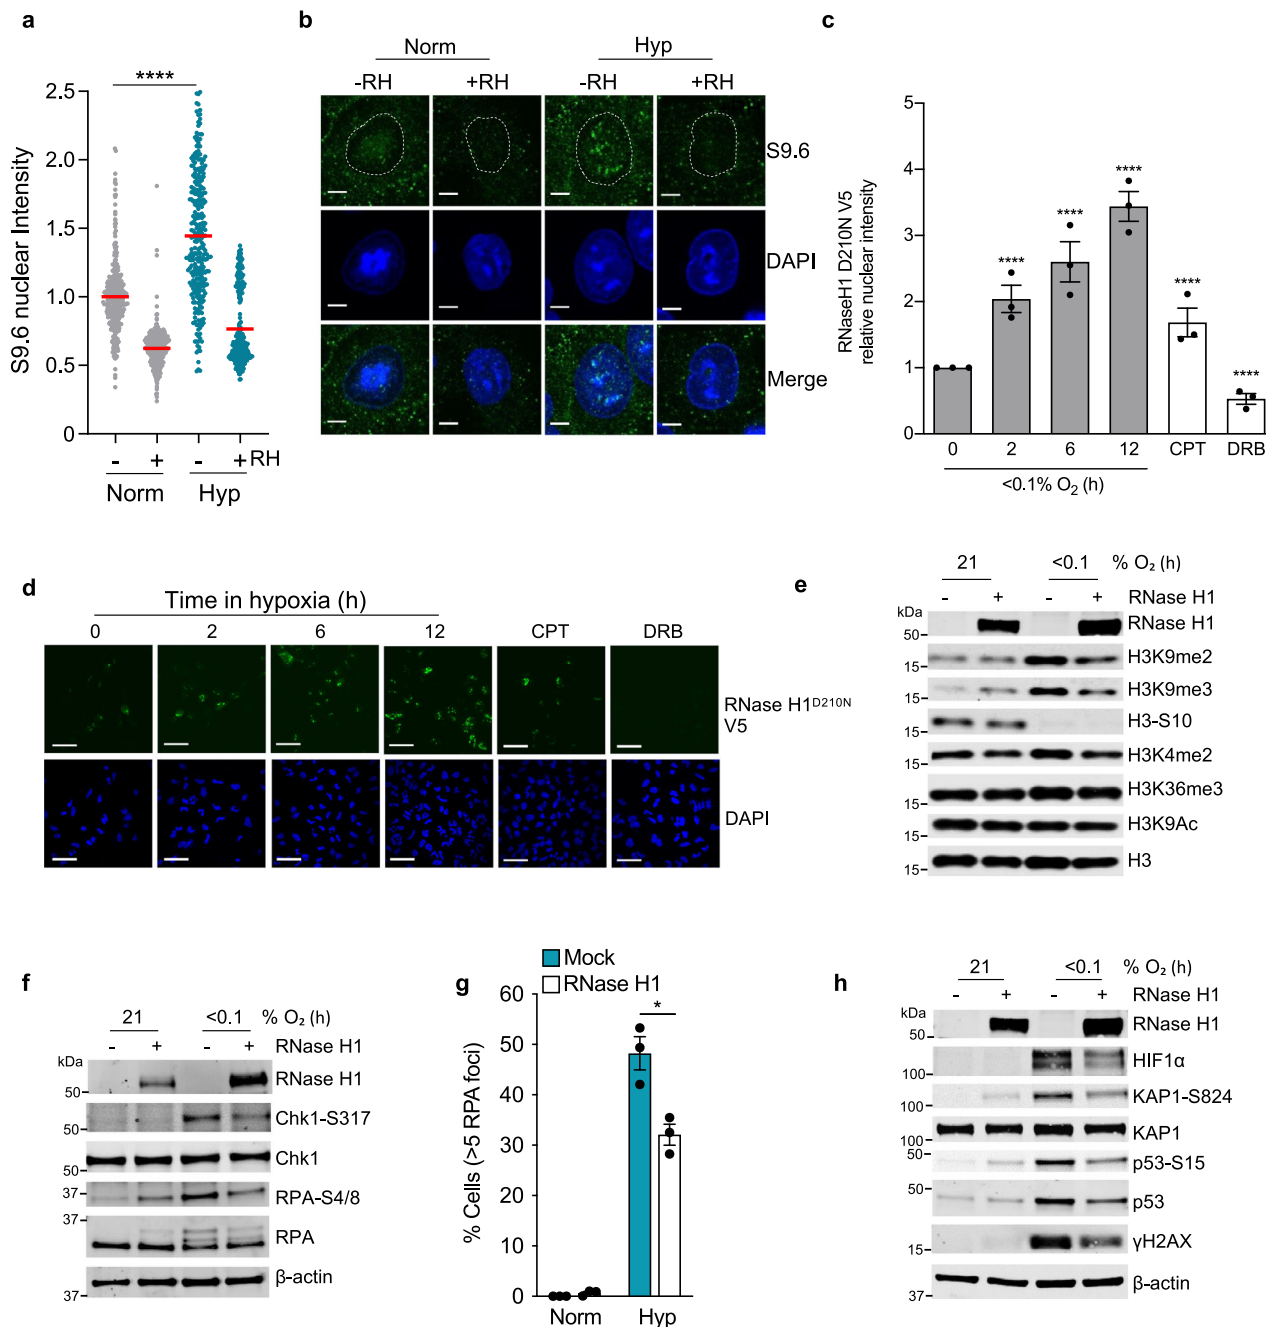 a
****
S9.6 nuclear Intensity
2.5
2.0
1.5
1.0
0.5
0
- + - + RH
Norm Hyp
b
Norm Hyp
-RH +RH -RH +RH
S9.6
DAPI
Merge
c
RNaseH1 D210N V5
relative nuclear intensity
5
4
3
2
1
0
**** **** **** **** ****
0 2 6 12 CPT DRB
<0.1% O₂ (h)
d
Time in hypoxia (h)
0 2 6 12 CPT DRB
RNase H1ᴰ²¹⁰ᴺ
V5
DAPI
e
21 <0.1 % O₂ (h)
- + - + RNase H1
kDa
50 RNase H1
15 H3K9me2
15 H3K9me3
15 H3-S10
15 H3K4me2
15 H3K36me3
15 H3K9Ac
15 H3
f
21 <0.1 % O₂ (h)
- + - + RNase H1
kDa
50 RNase H1
50 Chk1-S317
50 Chk1
37 RPA-S4/8
37 RPA
37 β-actin
g
Mock
RNase H1
% Cells (>5 RPA foci)
60
50
40
30
20
10
0
*
Norm Hyp
h
21 <0.1 % O₂ (h)
- + - + RNase H1
kDa
50 RNase H1
100 HIF1α
100 KAP1-S824
100 KAP1
50 p53-S15
50 p53
15 γH2AX
37 β-actin